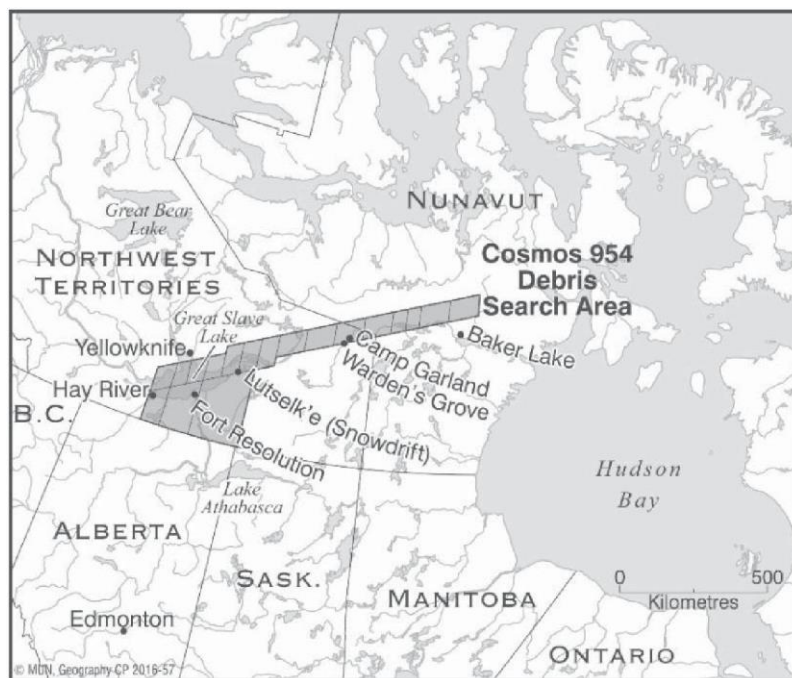 NUNAVUT
Great Bear
Lake
Cosmos 954
Debris
Search Area
NORTHWEST
TERRITORIES
Great Slave
Lake
Yellowknife
Camp Garland
Baker Lake
Warden's Grove
Hay River
Lutselk'e (Snowdrift)
B.C.
Fort Resolution
Lake
Athabasca
Hudson
Bay
ALBERTA
SASK.
0 500
Kilometres
MANITOBA
Edmonton
ONTARIO
© MUN, Geography CP 2016-57